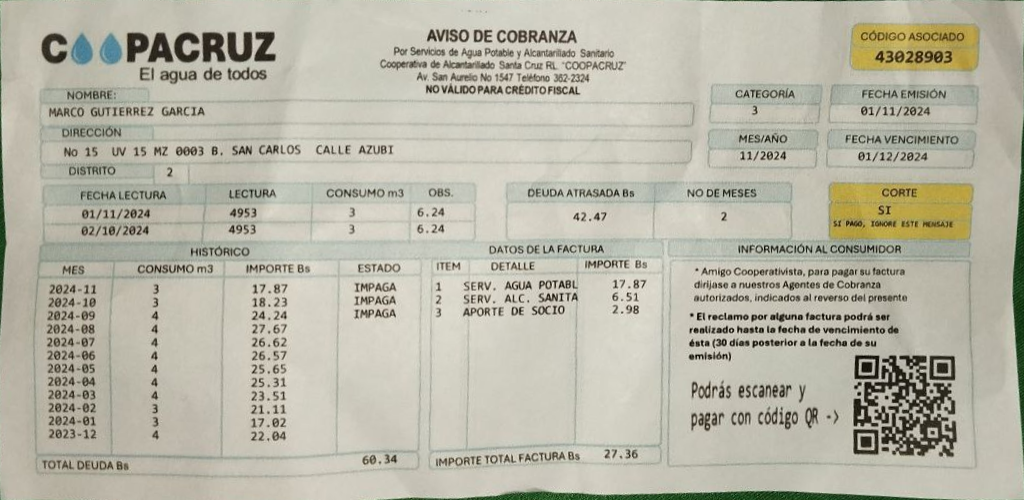 COOPACRUZ
El agua de todos
AVISO DE COBRANZA
Por Servicios de Agua Potable y Alcantarillado Sanitario
Cooperativa de Alcantarillado Santa Cruz RL. "COOPACRUZ"
Av. San Aurelio No 1547 Teléfono 362-2324
NO VÁLIDO PARA CRÉDITO FISCAL
CÓDIGO ASOCIADO
43028903
NOMBRE:
MARCO GUTIERREZ GARCIA
CATEGORÍA
3
FECHA EMISIÓN
01/11/2024
DIRECCIÓN
No 15 UV 15 MZ 0003 B. SAN CARLOS CALLE AZUBI
MES/AÑO
11/2024
FECHA VENCIMIENTO
01/12/2024
DISTRITO 2
FECHA LECTURA LECTURA CONSUMO m3 OBS.
01/11/2024 4953 3 6.24
02/10/2024 4953 3 6.24
DEUDA ATRASADA Bs NO DE MESES
42.47 2
CORTE
SI
SI PAGO, IGNORE ESTE MENSAJE
HISTÓRICO
MES CONSUMO m3 IMPORTE Bs ESTADO
2024-11 3 17.87 IMPAGA
2024-10 3 18.23 IMPAGA
2024-09 4 24.24 IMPAGA
2024-08 4 27.67
2024-07 4 26.62
2024-06 4 26.57
2024-05 4 25.65
2024-04 4 25.31
2024-03 4 23.51
2024-02 3 21.11
2024-01 3 17.02
2023-12 4 22.04
TOTAL DEUDA Bs 60.34
DATOS DE LA FACTURA
ITEM DETALLE IMPORTE Bs
1 SERV. AGUA POTABL 17.87
2 SERV. ALC. SANITA 6.51
3 APORTE DE SOCIO 2.98
IMPORTE TOTAL FACTURA Bs 27.36
INFORMACIÓN AL CONSUMIDOR
* Amigo Cooperativista, para pagar su factura
dirijase a nuestros Agentes de Cobranza
autorizados, indicados al reverso del presente
* El reclamo por alguna factura podrá ser
realizado hasta la fecha de vencimiento de
ésta (30 días posterior a la fecha de su
emisión)
Podrás escanear y
pagar con código QR ->